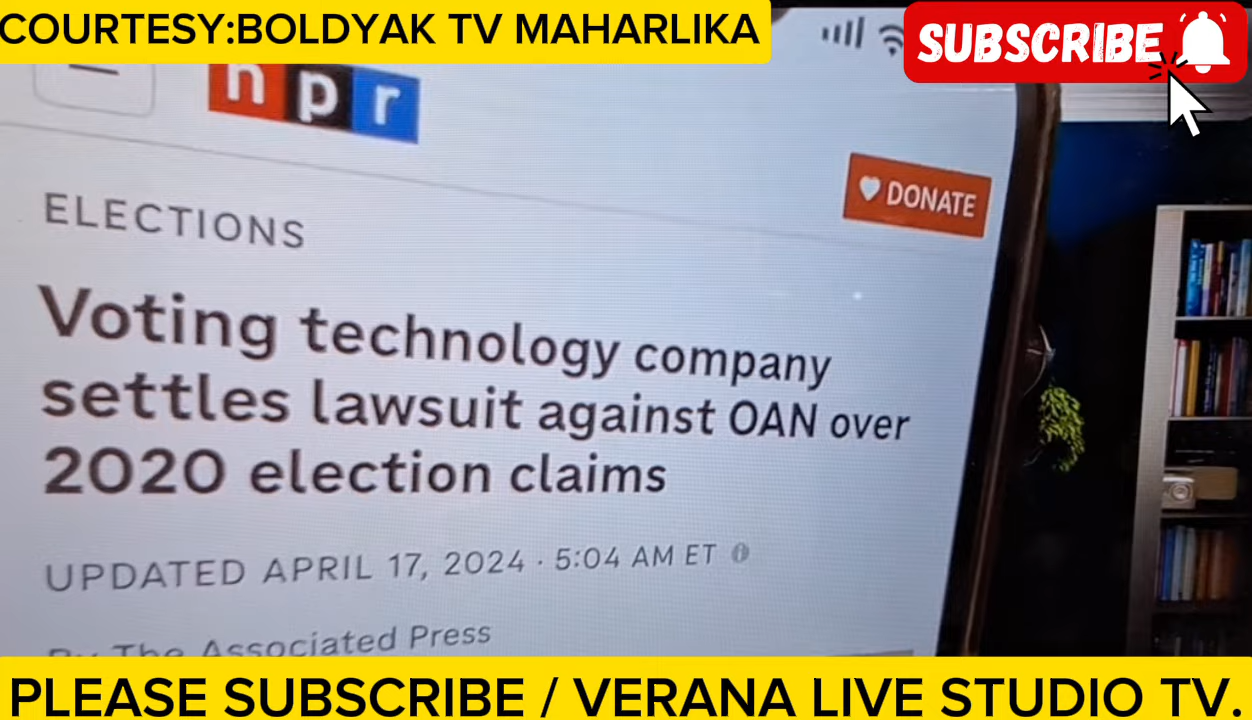 COURTESY:BOLDYAK TV MAHARLIKA
SUBSCRIBE
npr
DONATE
ELECTIONS
Voting technology company
settles lawsuit against OAN over
2020 election claims
UPDATED APRIL 17, 2024 · 5:04 AM ET
By The Associated Press
PLEASE SUBSCRIBE / VERANA LIVE STUDIO TV.